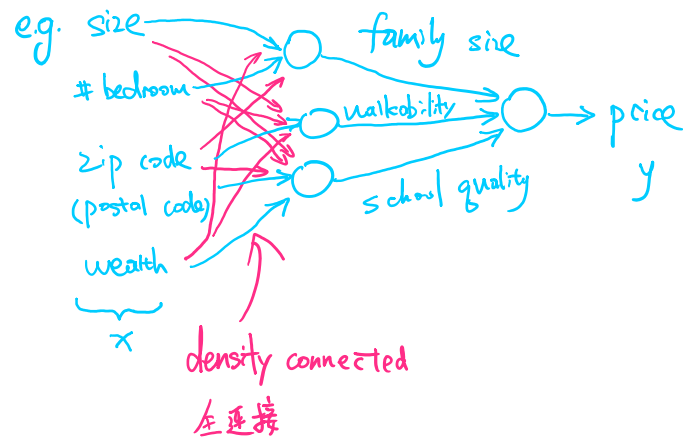 e.g. size
family size
# bedroom
walkability
zip code
(postal code)
school quality
price
y
wealth
x
density connected
全连接